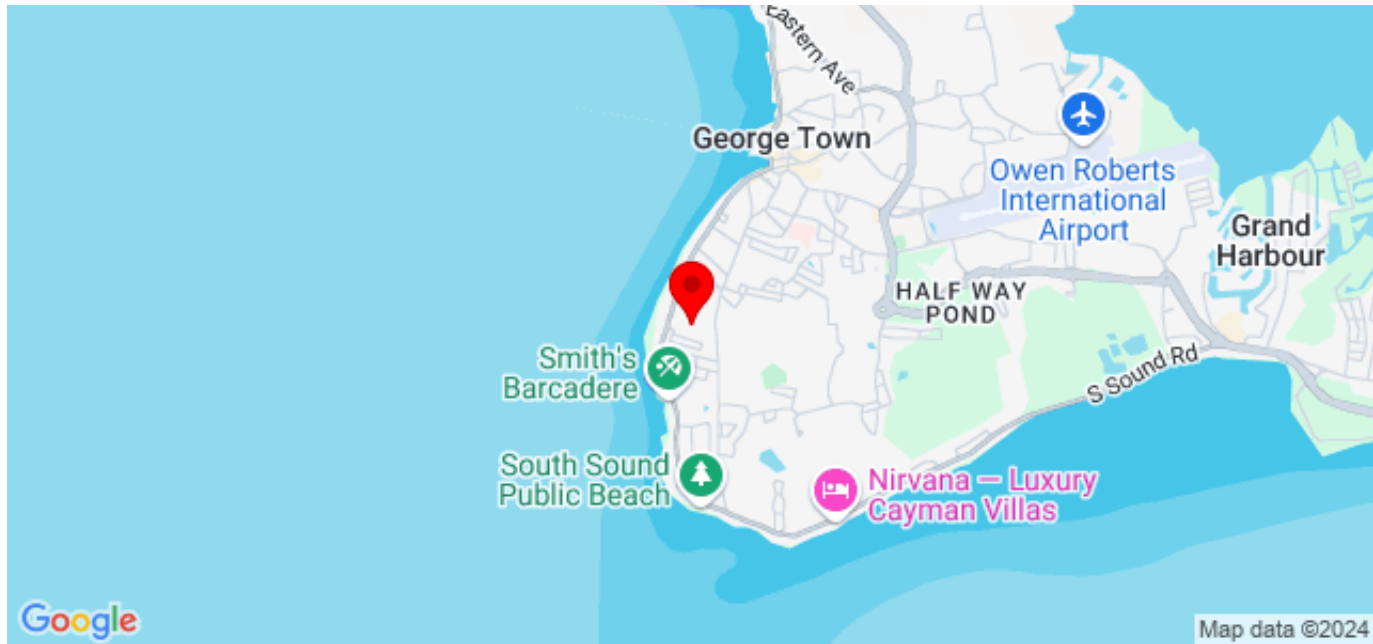 Eastern Ave
George Town
Owen Roberts
International
Airport
Grand
Harbour
HALF WAY
POND
Smith's
Barcadere
S Sound Rd
South Sound
Public Beach
Nirvana — Luxury
Cayman Villas
Google
Map data ©2024